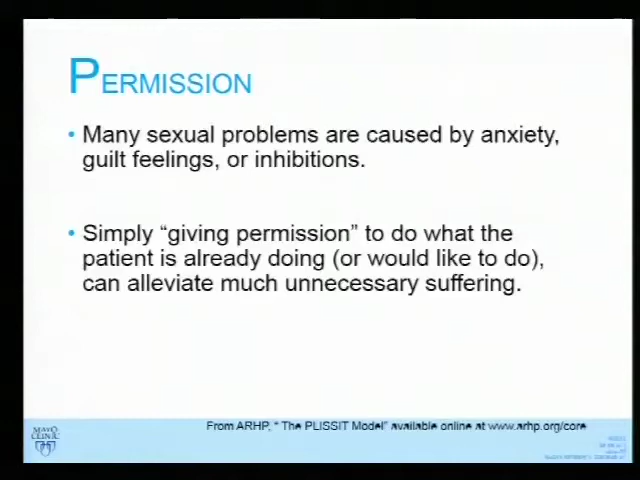 PERMISSION
• Many sexual problems are caused by anxiety,
guilt feelings, or inhibitions.
• Simply “giving permission” to do what the
patient is already doing (or would like to do),
can alleviate much unnecessary suffering.
From ARHP, “ The PLISSIT Model” available online at www.arhp.org/core
MAYO
CLINIC